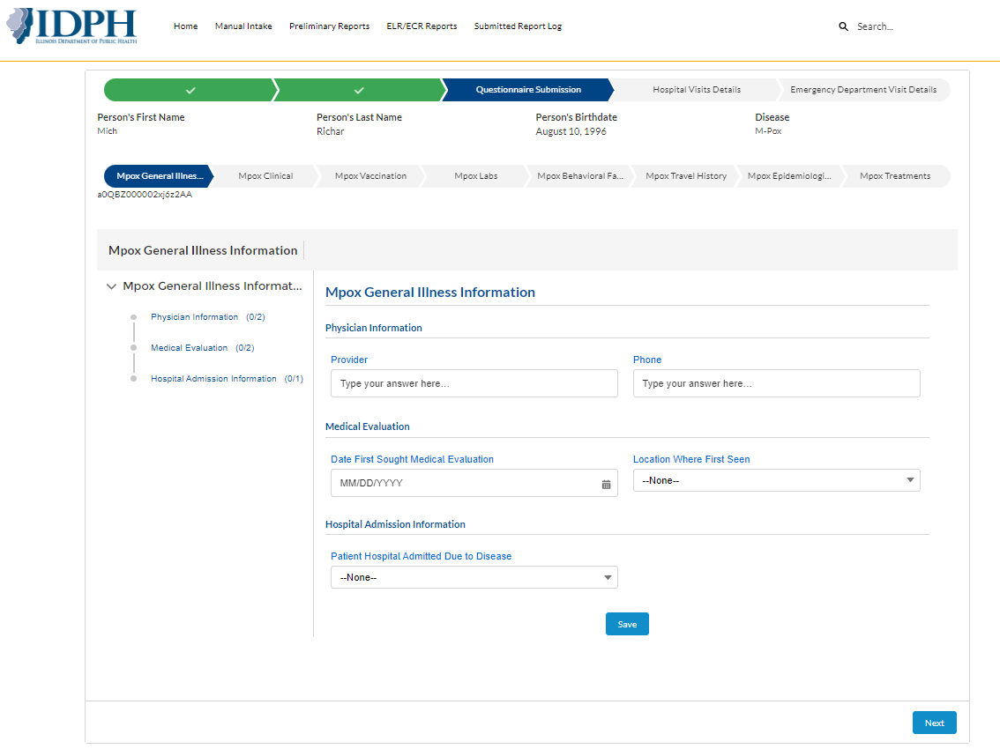 IDPH
ILLINOIS DEPARTMENT OF PUBLIC HEALTH
Home Manual Intake Preliminary Reports ELR/ECR Reports Submitted Report Log Search...
Questionnaire Submission Hospital Visits Details Emergency Department Visit Details
Person's First Name Person's Last Name Person's Birthdate Disease
Mich Richar August 10, 1996 M-Pox
Mpox General Illnes... Mpox Clinical Mpox Vaccination Mpox Labs Mpox Behavioral Fa... Mpox Travel History Mpox Epidemiologi... Mpox Treatments
a0QBZ000002xj6z2AA
Mpox General Illness Information
Mpox General Illness Informat...
Physician Information (0/2)
Medical Evaluation (0/2)
Hospital Admission Information (0/1)
Mpox General Illness Information
Physician Information
Provider Phone
Type your answer here... Type your answer here...
Medical Evaluation
Date First Sought Medical Evaluation Location Where First Seen
MM/DD/YYYY --None--
Hospital Admission Information
Patient Hospital Admitted Due to Disease
--None--
Save
Next